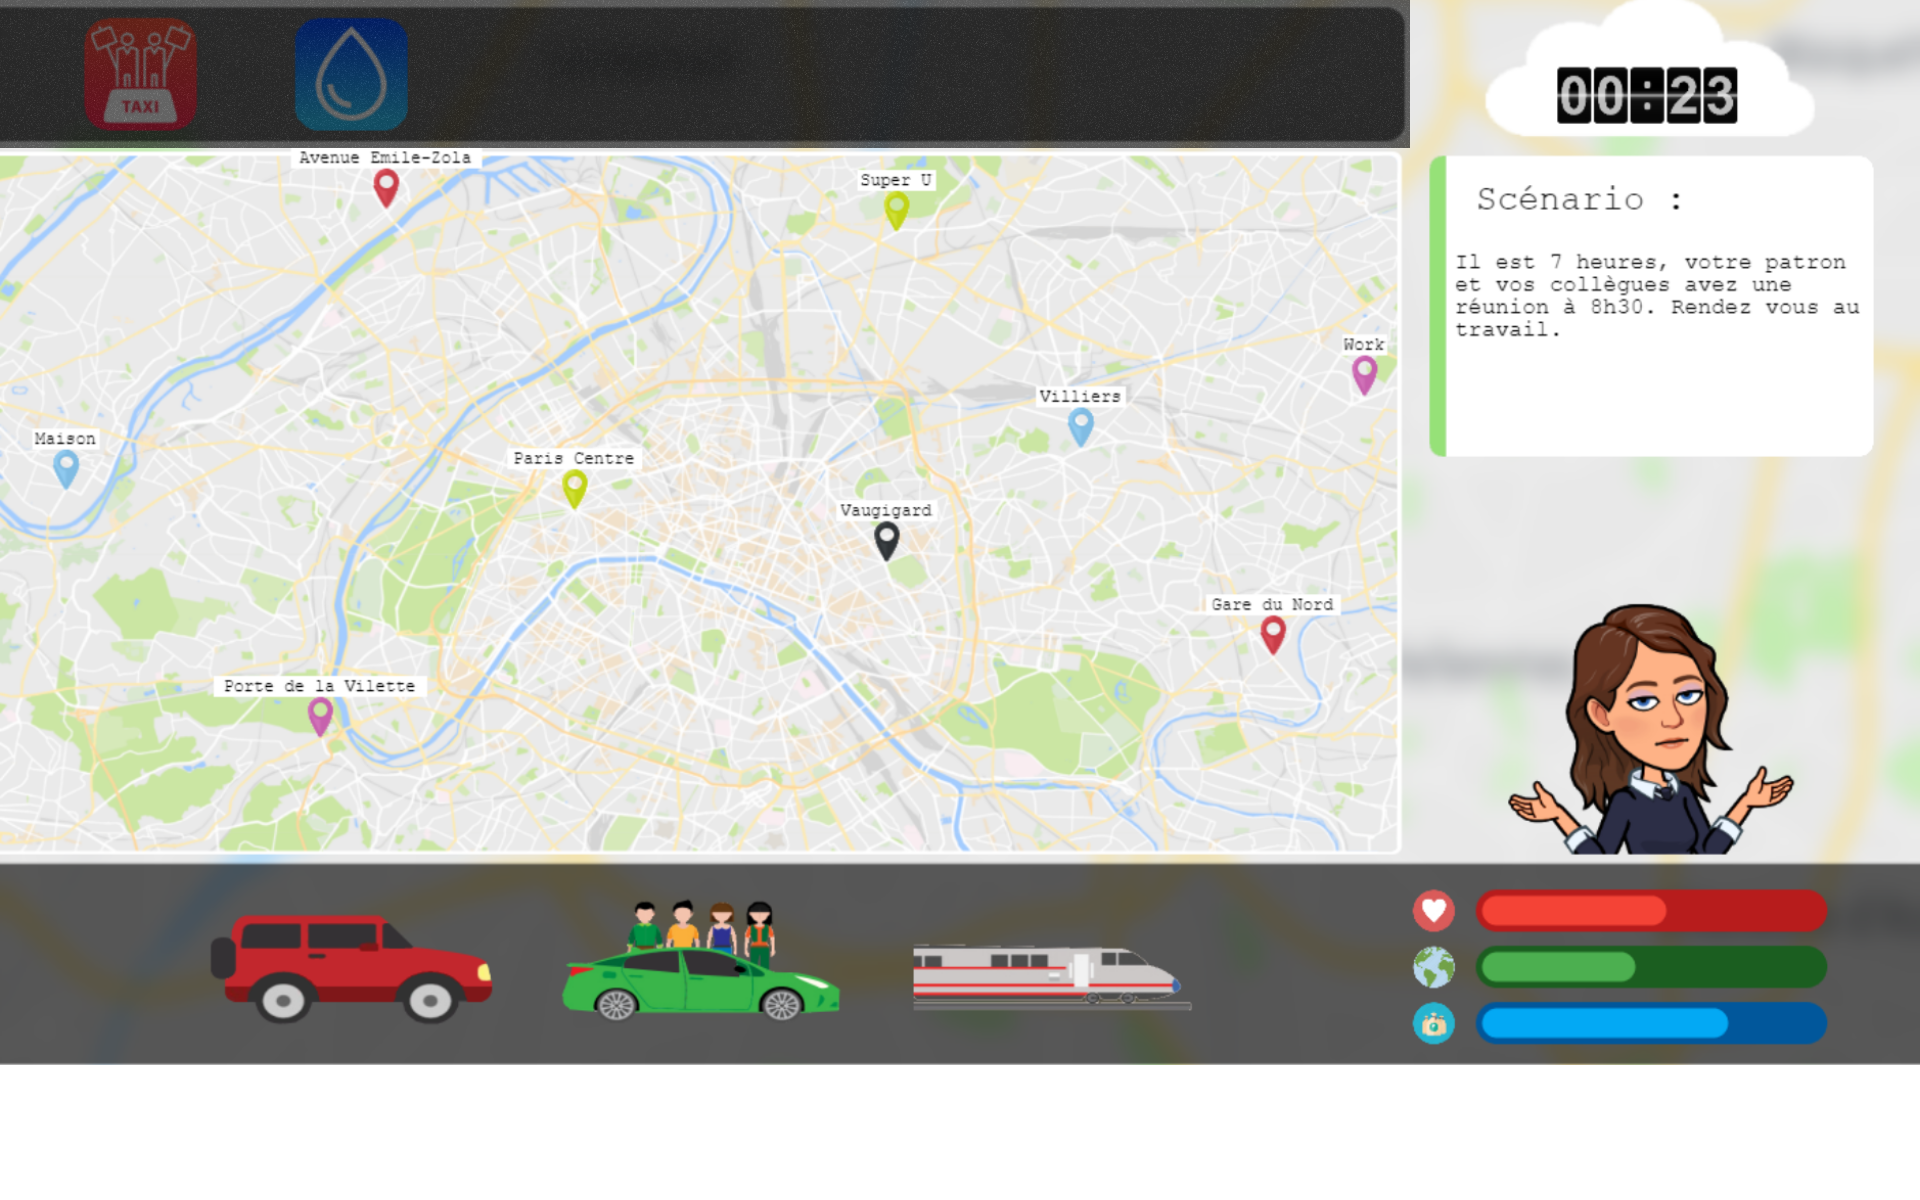 TAXI
00:23
Avenue Emile-Zola
Super U
Scénario :
Il est 7 heures, votre patron
et vos collègues avez une
réunion à 8h30. Rendez vous au
travail.
Work
Villiers
Maison
Paris Centre
Vaugigard
Gare du Nord
Porte de la Vilette